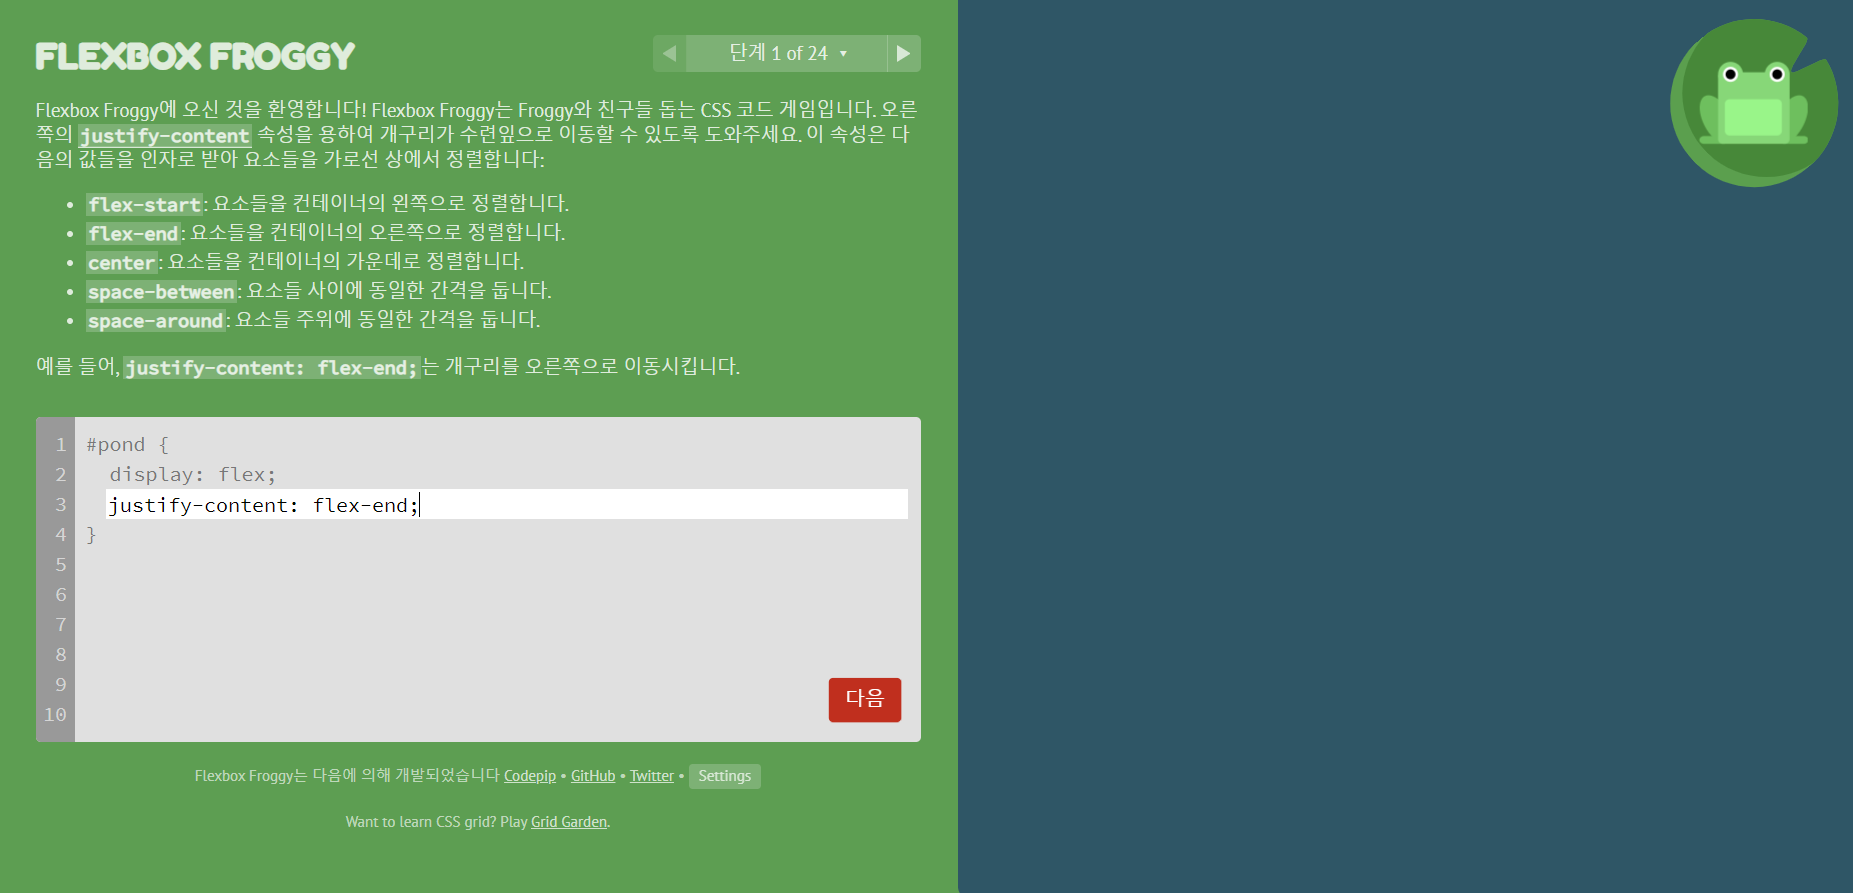 FLEXBOX FROGGY
단계 1 of 24 ▾
Flexbox Froggy에 오신 것을 환영합니다! Flexbox Froggy는 Froggy와 친구들 돕는 CSS 코드 게임입니다. 오른
쪽의 justify-content 속성을 용하여 개구리가 수련잎으로 이동할 수 있도록 도와주세요. 이 속성은 다
음의 값들을 인자로 받아 요소들을 가로선 상에서 정렬합니다:
• flex-start: 요소들을 컨테이너의 왼쪽으로 정렬합니다.
• flex-end: 요소들을 컨테이너의 오른쪽으로 정렬합니다.
• center: 요소들을 컨테이너의 가운데로 정렬합니다.
• space-between: 요소들 사이에 동일한 간격을 둡니다.
• space-around: 요소들 주위에 동일한 간격을 둡니다.
예를 들어, justify-content: flex-end;는 개구리를 오른쪽으로 이동시킵니다.
1 #pond {
2 display: flex;
3 justify-content: flex-end;
4 }
5
6
7
8
9
10
다음
Flexbox Froggy는 다음에 의해 개발되었습니다 Codepip • GitHub • Twitter • Settings
Want to learn CSS grid? Play Grid Garden.